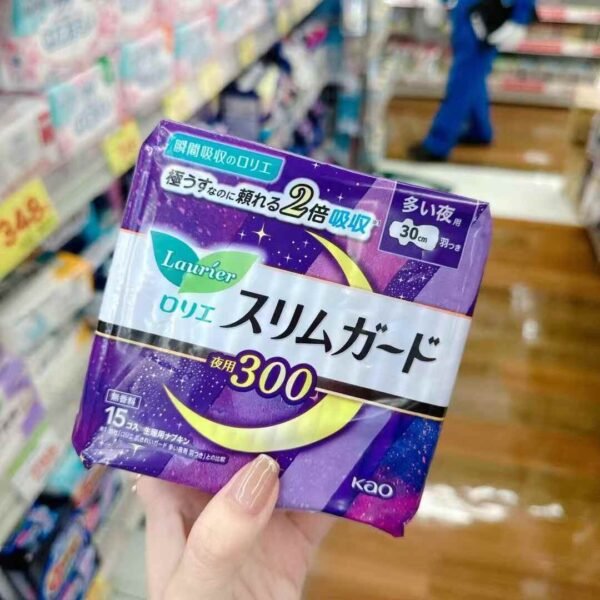 瞬間吸収のロリエ
極うすなのに頼れる2倍吸収
多い夜用
30cm
羽つき
Laurier
ロリエ スリムガード
夜用300
無香料
15コ入 生理用ナプキン
Kao
348